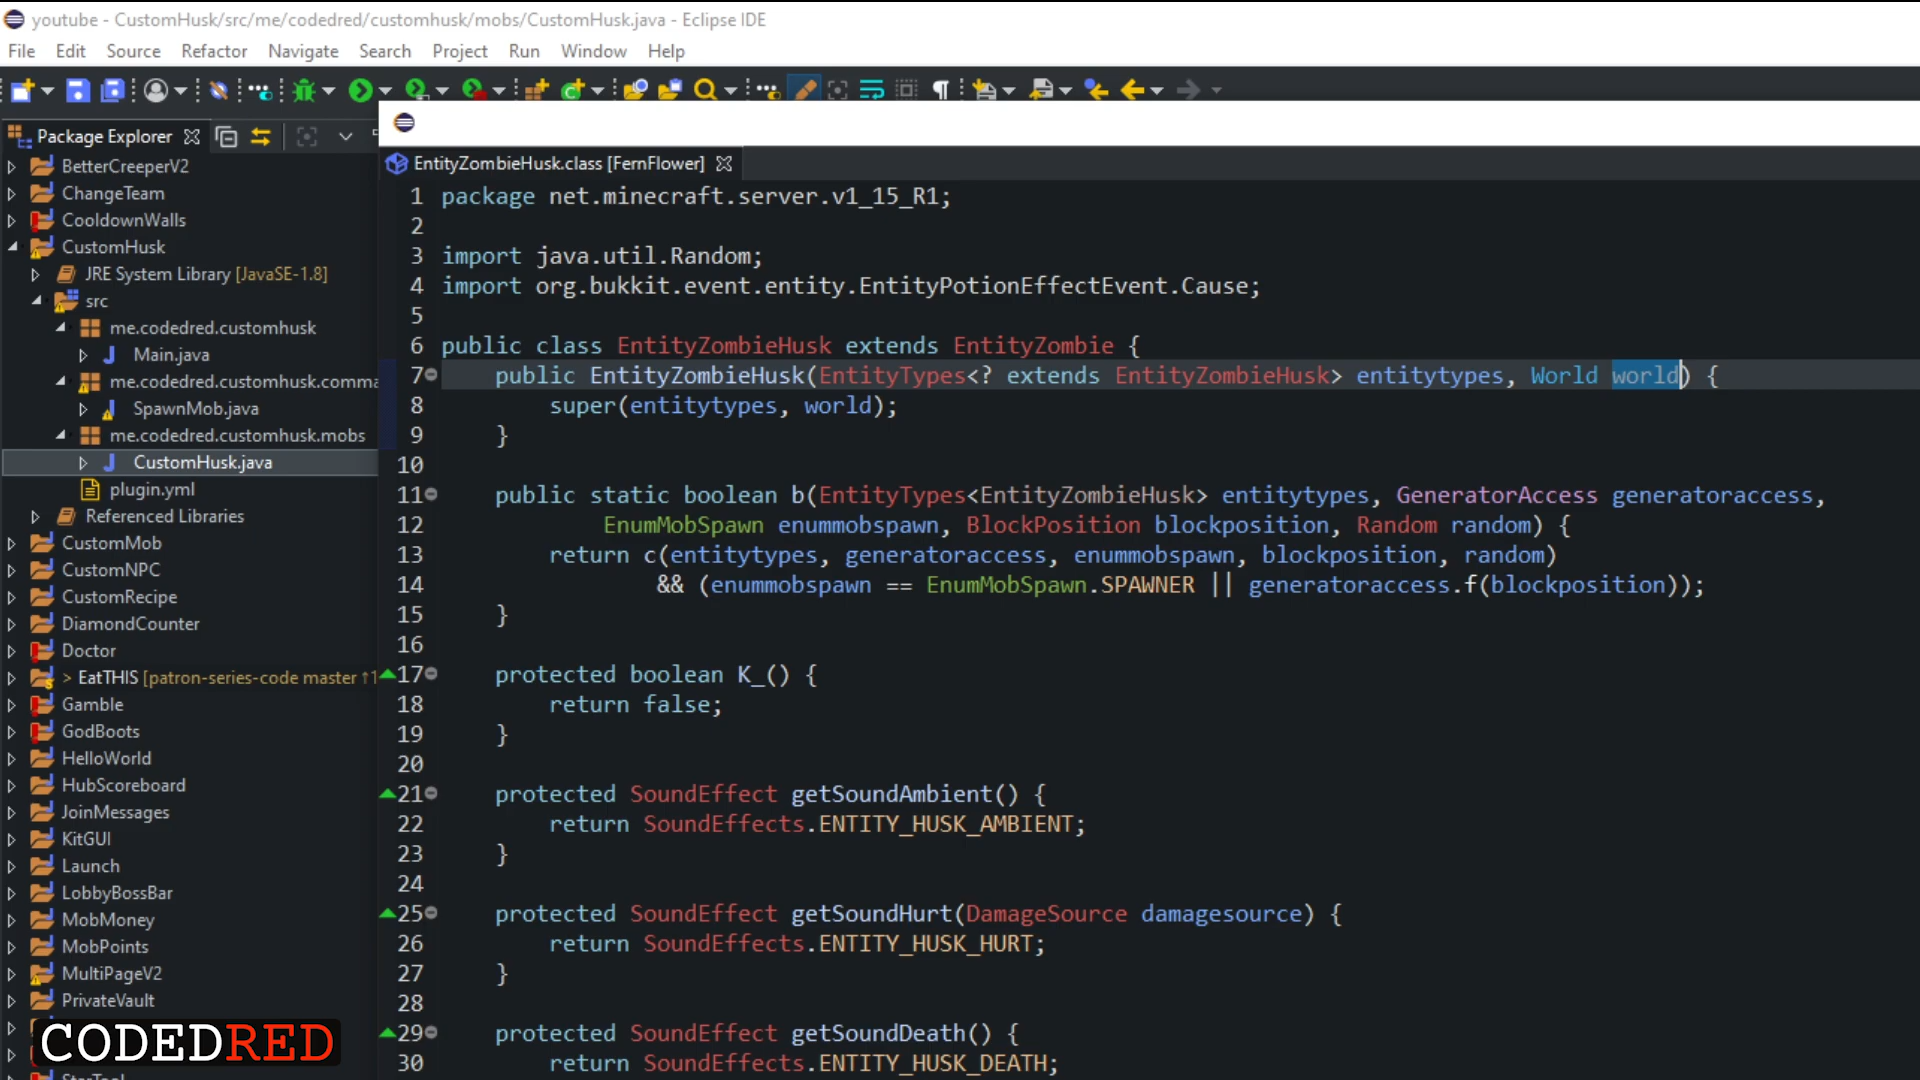 youtube - CustomHusk/src/me/codedred/customhusk/mobs/CustomHusk.java - Eclipse IDE
File Edit Source Refactor Navigate Search Project Run Window Help
Package Explorer
BetterCreeperV2
ChangeTeam
CooldownWalls
CustomHusk
JRE System Library [JavaSE-1.8]
src
me.codedred.customhusk
Main.java
me.codedred.customhusk.comma
SpawnMob.java
me.codedred.customhusk.mobs
CustomHusk.java
plugin.yml
Referenced Libraries
CustomMob
CustomNPC
CustomRecipe
DiamondCounter
Doctor
> EatTHIS [patron-series-code master ↑1
Gamble
GodBoots
HelloWorld
HubScoreboard
JoinMessages
KitGUI
Launch
LobbyBossBar
MobMoney
MobPoints
MultiPageV2
PrivateVault
CODEDRED
EntityZombieHusk.class [FernFlower]
1 package net.minecraft.server.v1_15_R1;
2
3 import java.util.Random;
4 import org.bukkit.event.entity.EntityPotionEffectEvent.Cause;
5
6 public class EntityZombieHusk extends EntityZombie {
7 public EntityZombieHusk(EntityTypes<? extends EntityZombieHusk> entitytypes, World world) {
8 super(entitytypes, world);
9 }
10
11 public static boolean b(EntityTypes<EntityZombieHusk> entitytypes, GeneratorAccess generatoraccess,
12 EnumMobSpawn enummobspawn, BlockPosition blockposition, Random random) {
13 return c(entitytypes, generatoraccess, enummobspawn, blockposition, random)
14 && (enummobspawn == EnumMobSpawn.SPAWNER || generatoraccess.f(blockposition));
15 }
16
17 protected boolean K_() {
18 return false;
19 }
20
21 protected SoundEffect getSoundAmbient() {
22 return SoundEffects.ENTITY_HUSK_AMBIENT;
23 }
24
25 protected SoundEffect getSoundHurt(DamageSource damagesource) {
26 return SoundEffects.ENTITY_HUSK_HURT;
27 }
28
29 protected SoundEffect getSoundDeath() {
30 return SoundEffects.ENTITY_HUSK_DEATH;